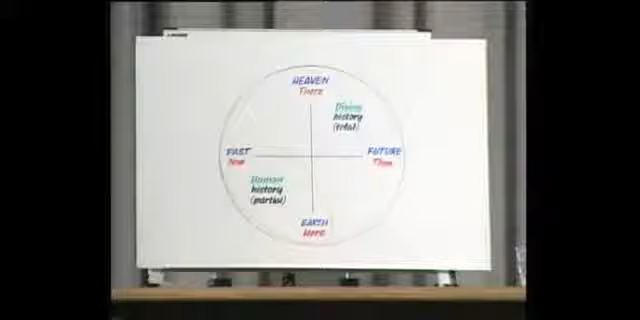 HEAVEN
There
Divine
history
(total)
PAST
Now
FUTURE
Then
Human
history
(partial)
EARTH
Here